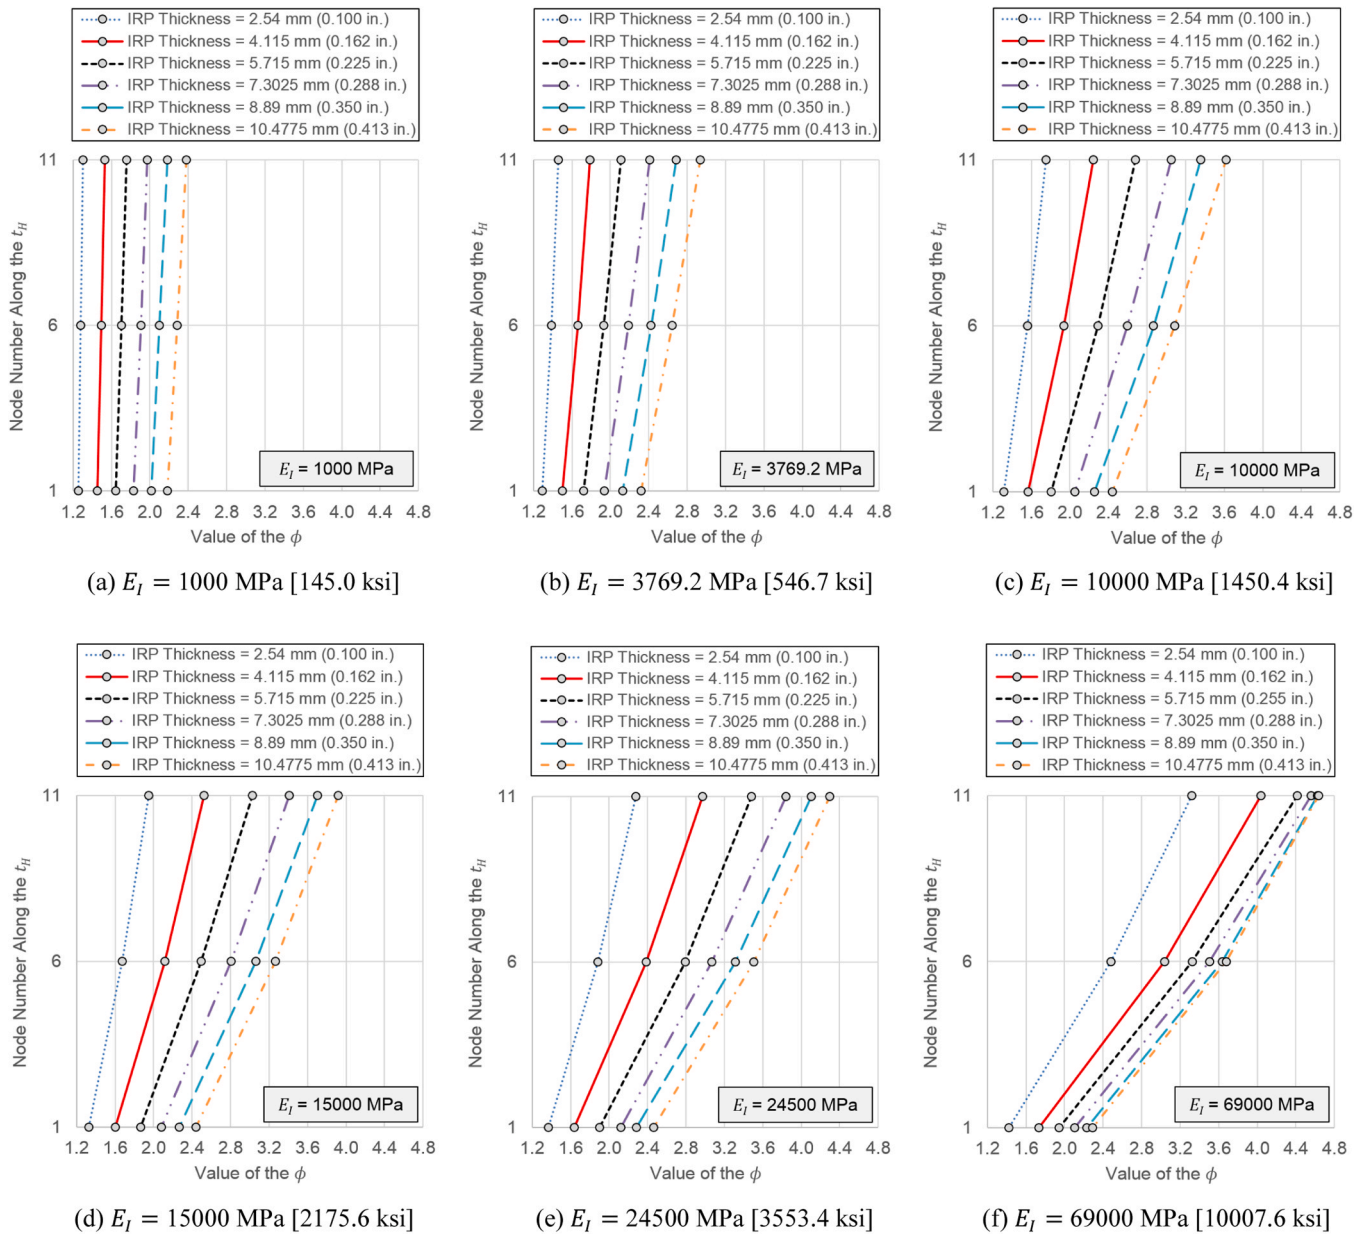 IRP Thickness = 2.54 mm (0.100 in.)
IRP Thickness = 4.115 mm (0.162 in.)
IRP Thickness = 5.715 mm (0.225 in.)
IRP Thickness = 7.3025 mm (0.288 in.)
IRP Thickness = 8.89 mm (0.350 in.)
IRP Thickness = 10.4775 mm (0.413 in.)
11
6
1
Node Number Along the t_H
E_I = 1000 MPa
1.2 1.6 2.0 2.4 2.8 3.2 3.6 4.0 4.4 4.8
Value of the ϕ
(a) E_I = 1000 MPa [145.0 ksi]
IRP Thickness = 2.54 mm (0.100 in.)
IRP Thickness = 4.115 mm (0.162 in.)
IRP Thickness = 5.715 mm (0.225 in.)
IRP Thickness = 7.3025 mm (0.288 in.)
IRP Thickness = 8.89 mm (0.350 in.)
IRP Thickness = 10.4775 mm (0.413 in.)
11
6
1
Node Number Along the t_H
E_I = 3769.2 MPa
1.2 1.6 2.0 2.4 2.8 3.2 3.6 4.0 4.4 4.8
Value of the ϕ
(b) E_I = 3769.2 MPa [546.7 ksi]
IRP Thickness = 2.54 mm (0.100 in.)
IRP Thickness = 4.115 mm (0.162 in.)
IRP Thickness = 5.715 mm (0.225 in.)
IRP Thickness = 7.3025 mm (0.288 in.)
IRP Thickness = 8.89 mm (0.350 in.)
IRP Thickness = 10.4775 mm (0.413 in.)
11
6
1
Node Number Along the t_H
E_I = 10000 MPa
1.2 1.6 2.0 2.4 2.8 3.2 3.6 4.0 4.4 4.8
Value of the ϕ
(c) E_I = 10000 MPa [1450.4 ksi]
IRP Thickness = 2.54 mm (0.100 in.)
IRP Thickness = 4.115 mm (0.162 in.)
IRP Thickness = 5.715 mm (0.225 in.)
IRP Thickness = 7.3025 mm (0.288 in.)
IRP Thickness = 8.89 mm (0.350 in.)
IRP Thickness = 10.4775 mm (0.413 in.)
11
6
1
Node Number Along the t_H
E_I = 15000 MPa
1.2 1.6 2.0 2.4 2.8 3.2 3.6 4.0 4.4 4.8
Value of the ϕ
(d) E_I = 15000 MPa [2175.6 ksi]
IRP Thickness = 2.54 mm (0.100 in.)
IRP Thickness = 4.115 mm (0.162 in.)
IRP Thickness = 5.715 mm (0.225 in.)
IRP Thickness = 7.3025 mm (0.288 in.)
IRP Thickness = 8.89 mm (0.350 in.)
IRP Thickness = 10.4775 mm (0.413 in.)
11
6
1
Node Number Along the t_H
E_I = 24500 MPa
1.2 1.6 2.0 2.4 2.8 3.2 3.6 4.0 4.4 4.8
Value of the ϕ
(e) E_I = 24500 MPa [3553.4 ksi]
IRP Thickness = 2.54 mm (0.100 in.)
IRP Thickness = 4.115 mm (0.162 in.)
IRP Thickness = 5.715 mm (0.255 in.)
IRP Thickness = 7.3025 mm (0.288 in.)
IRP Thickness = 8.89 mm (0.350 in.)
IRP Thickness = 10.4775 mm (0.413 in.)
11
6
1
Node Number Along the t_H
E_I = 69000 MPa
1.2 1.6 2.0 2.4 2.8 3.2 3.6 4.0 4.4 4.8
Value of the ϕ
(f) E_I = 69000 MPa [10007.6 ksi]